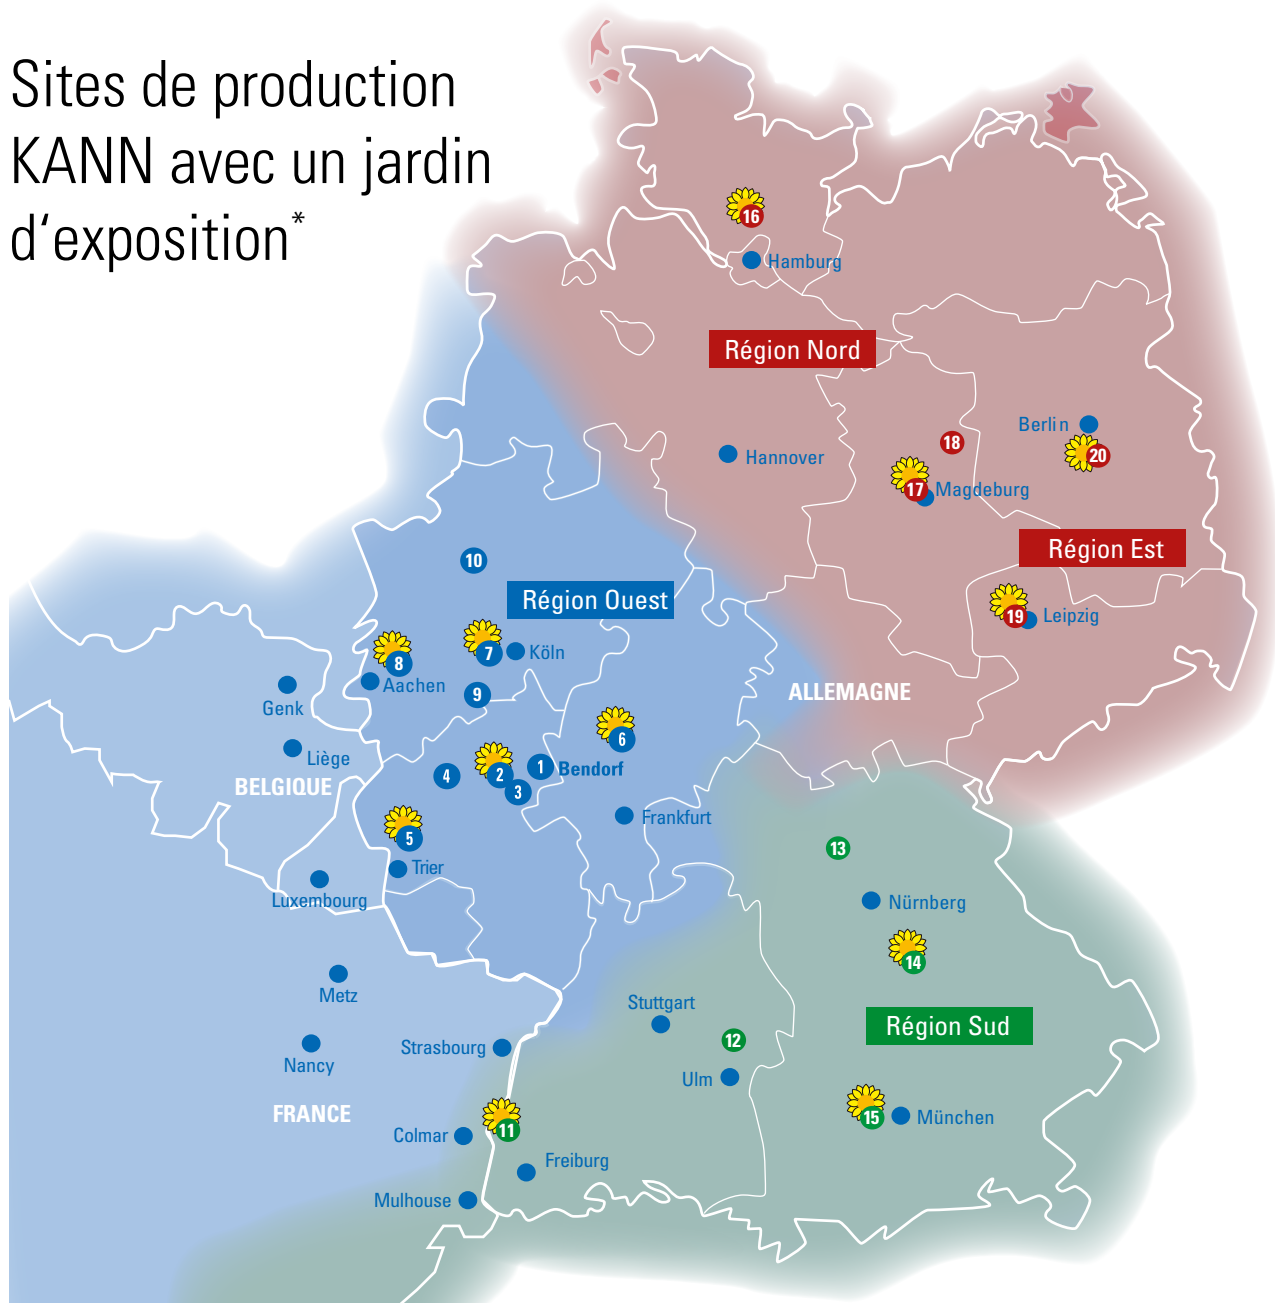 Sites de production
KANN avec un jardin
d‘exposition*
16
Hamburg
Région Nord
Berlin
20
18
Hannover
17
Magdeburg
Région Est
10
Région Ouest
19
Leipzig
8
7
Köln
Aachen
9
ALLEMAGNE
Genk
6
Liège
4
2
1
Bendorf
BELGIQUE
3
Frankfurt
5
13
Trier
Luxembourg
Nürnberg
14
Metz
Stuttgart
Région Sud
Nancy
Strasbourg
12
Ulm
FRANCE
15
München
Colmar
11
Freiburg
Mulhouse